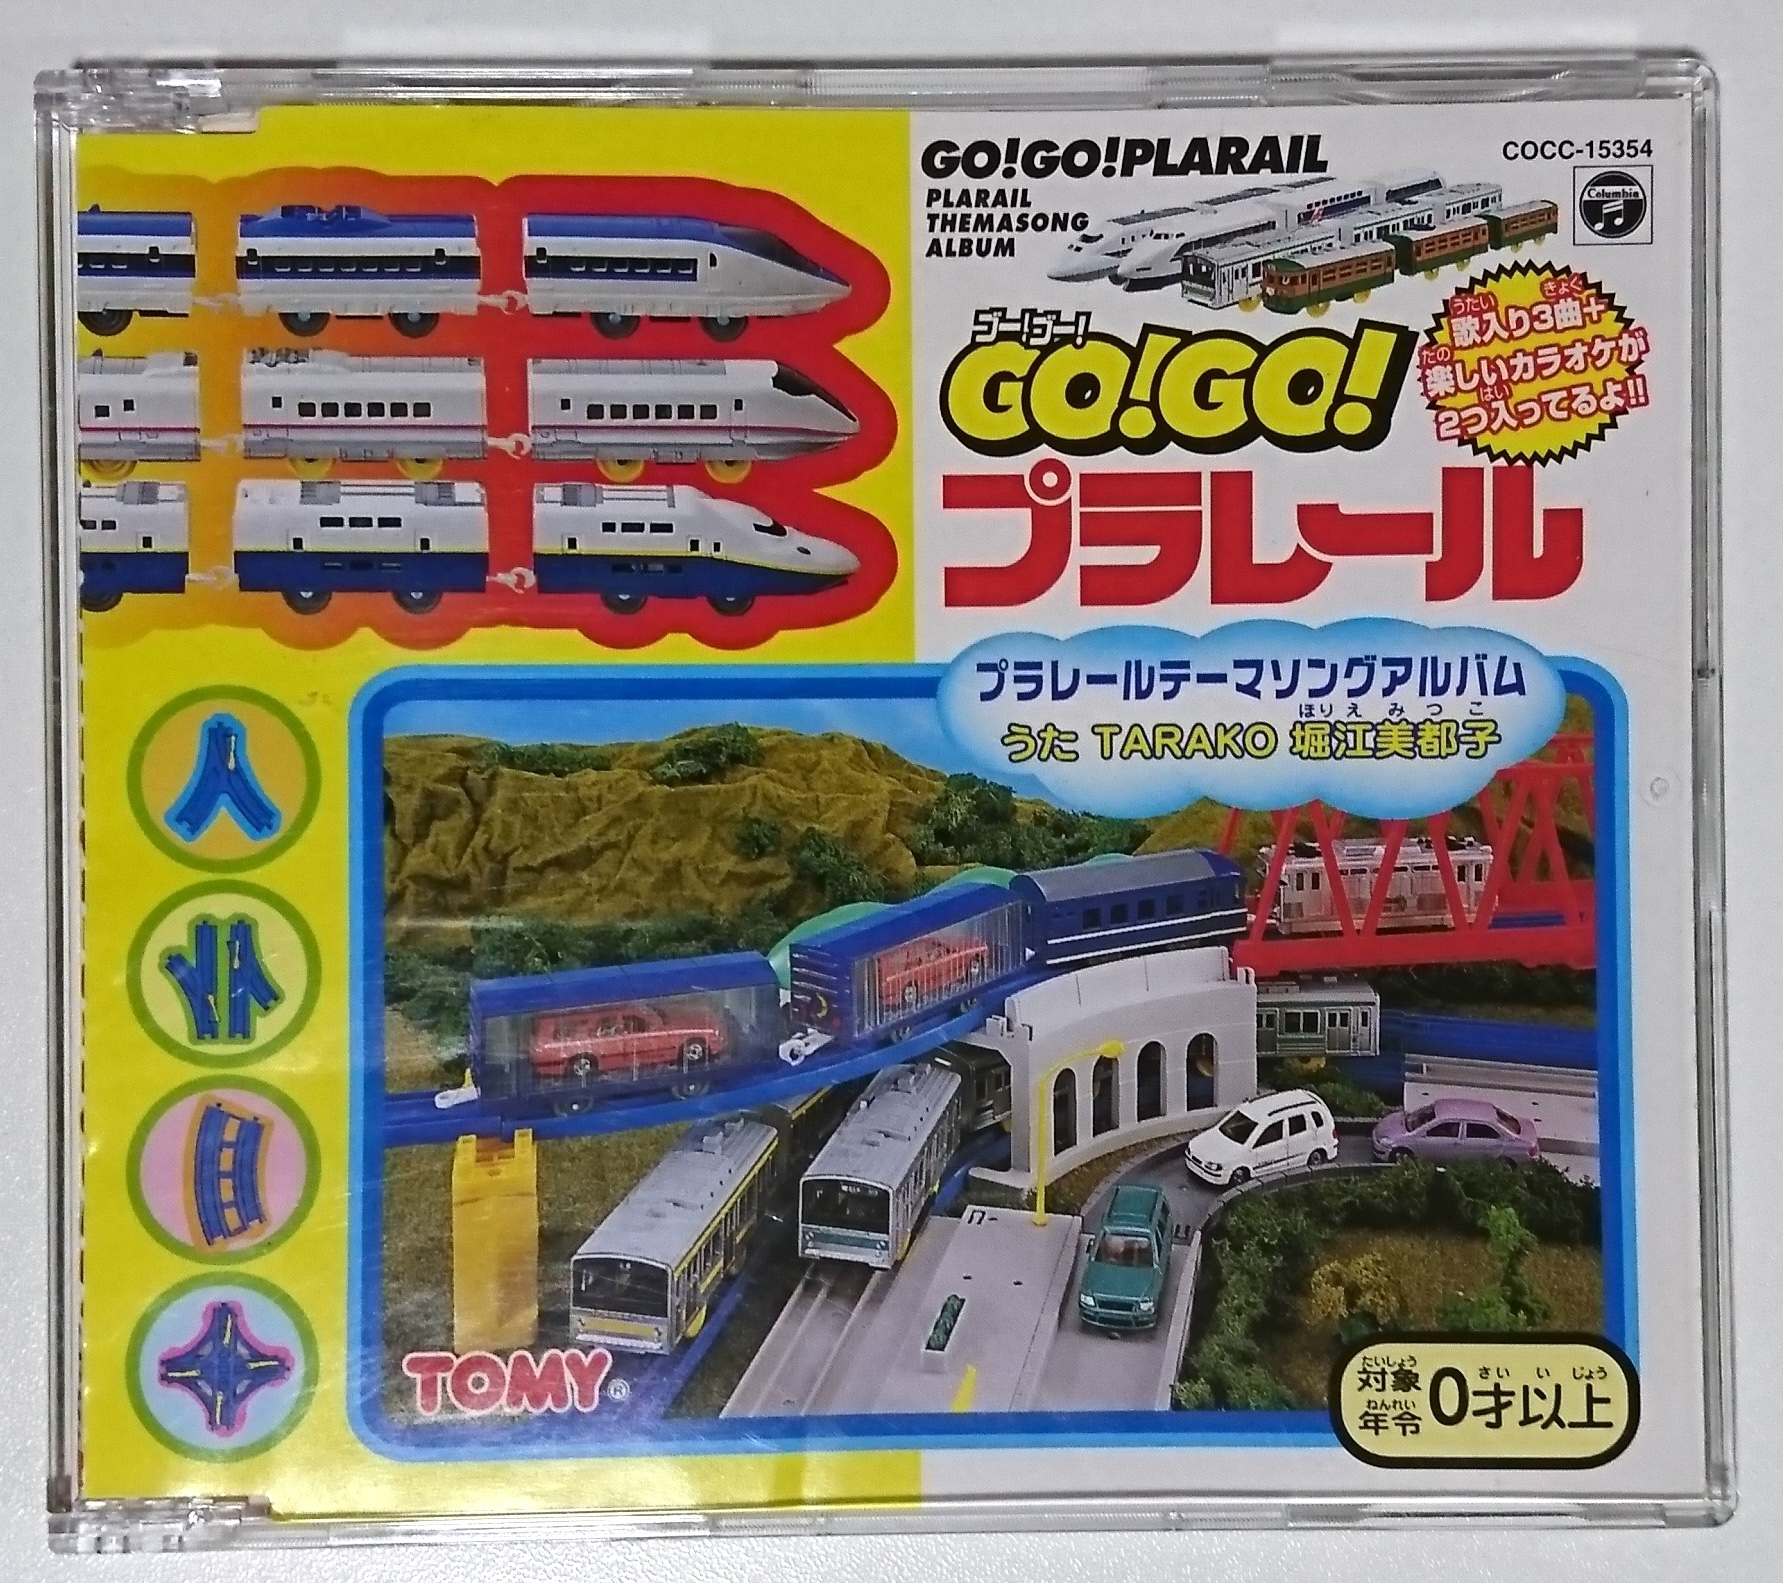 GO!GO!PLARAIL
PLARAIL
THEMASONG
ALBUM
COCC-15354
Columbia
ゴー!ゴー!
GO!GO!
プラレール
うたい きょく
歌入り3曲+
たの
楽しいカラオケが
はい
2つ入ってるよ!!
プラレールテーマソングアルバム
ほり え み つ こ
うた TARAKO 堀江美都子
TOMY®
たいしょう
対象
ねんれい
年令
さい い じょう
0才以上